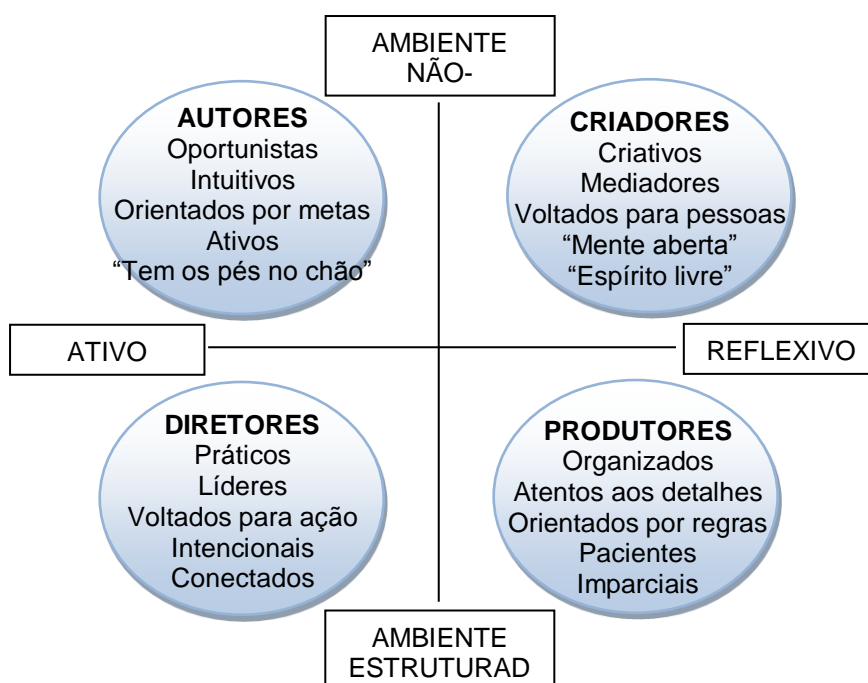 AMBIENTE
NÃO-
AUTORES
Oportunistas
Intuitivos
Orientados por metas
Ativos
“Tem os pés no chão”
CRIADORES
Criativos
Mediadores
Voltados para pessoas
“Mente aberta”
“Espírito livre”
ATIVO
REFLEXIVO
DIRETORES
Práticos
Líderes
Voltados para ação
Intencionais
Conectados
PRODUTORES
Organizados
Atentos aos detalhes
Orientados por regras
Pacientes
Imparciais
AMBIENTE
ESTRUTURAD